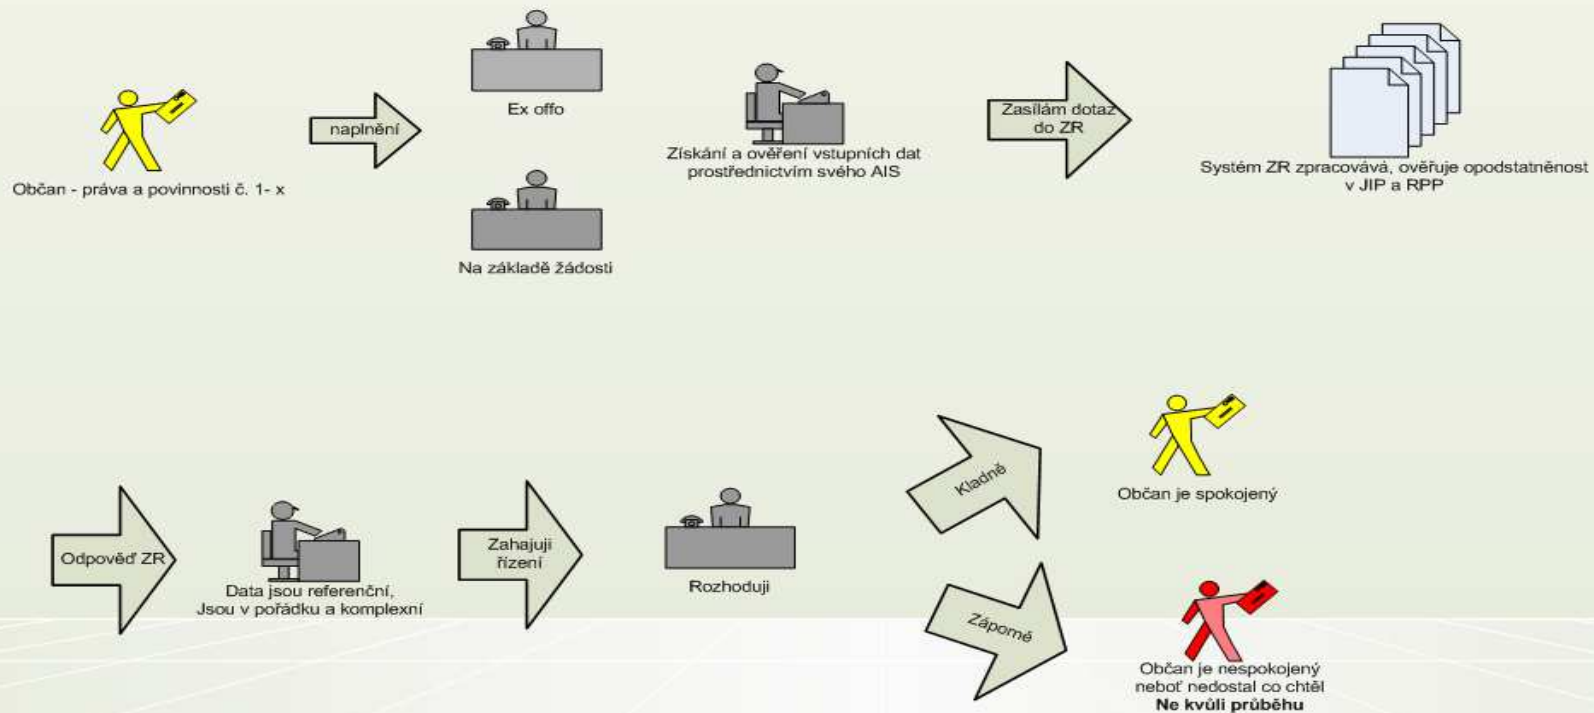 Občan - práva a povinnosti č. 1- x
naplnění
Ex offo
Na základě žádosti
Získání a ověření vstupních dat
prostřednictvím svého AIS
Zasílám dotaz
do ZR
Systém ZR zpracovává, ověřuje opodstatněnost
v JIP a RPP
Odpověď ZR
Data jsou referenční,
Jsou v pořádku a komplexní
Zahajuji
řízení
Rozhoduji
Kladně
Občan je spokojený
Záporně
Občan je nespokojený
neboť nedostal co chtěl
Ne kvůli průběhu